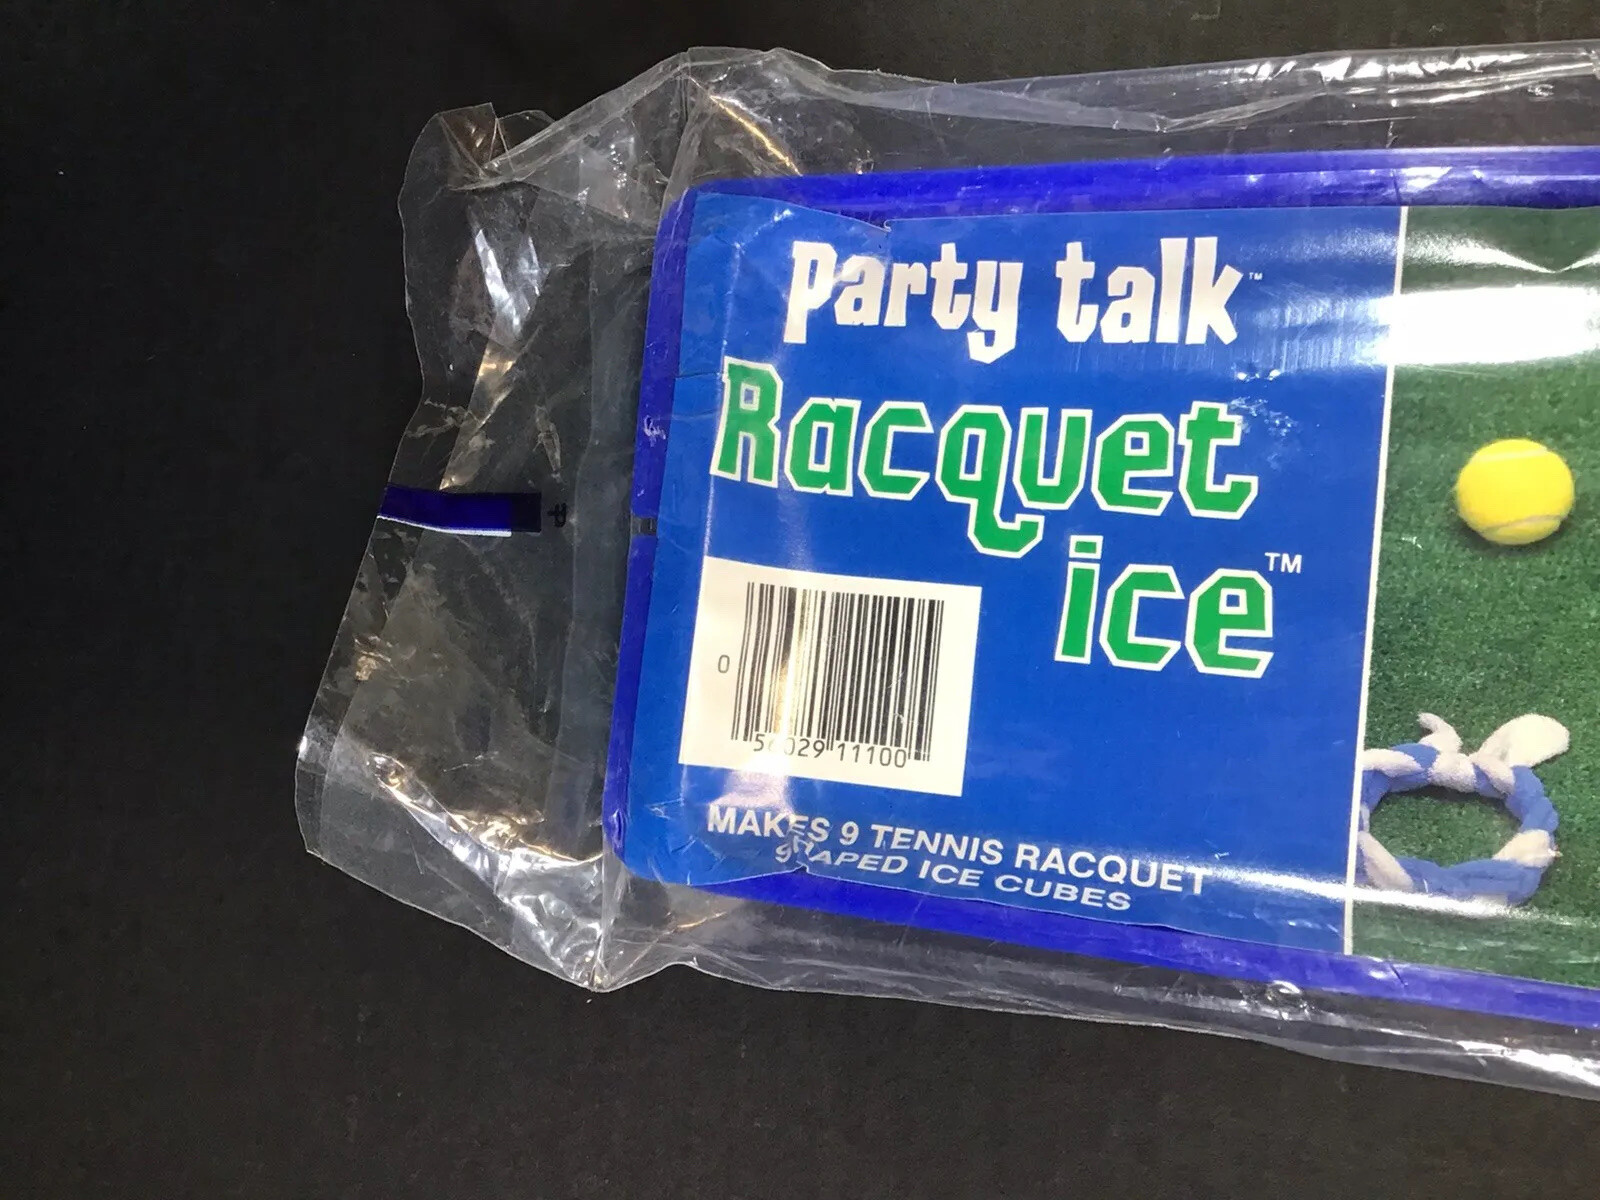 party talk™
Racquet
ice™
0
56029 11100
MAKES 9 TENNIS RACQUET
SHAPED ICE CUBES